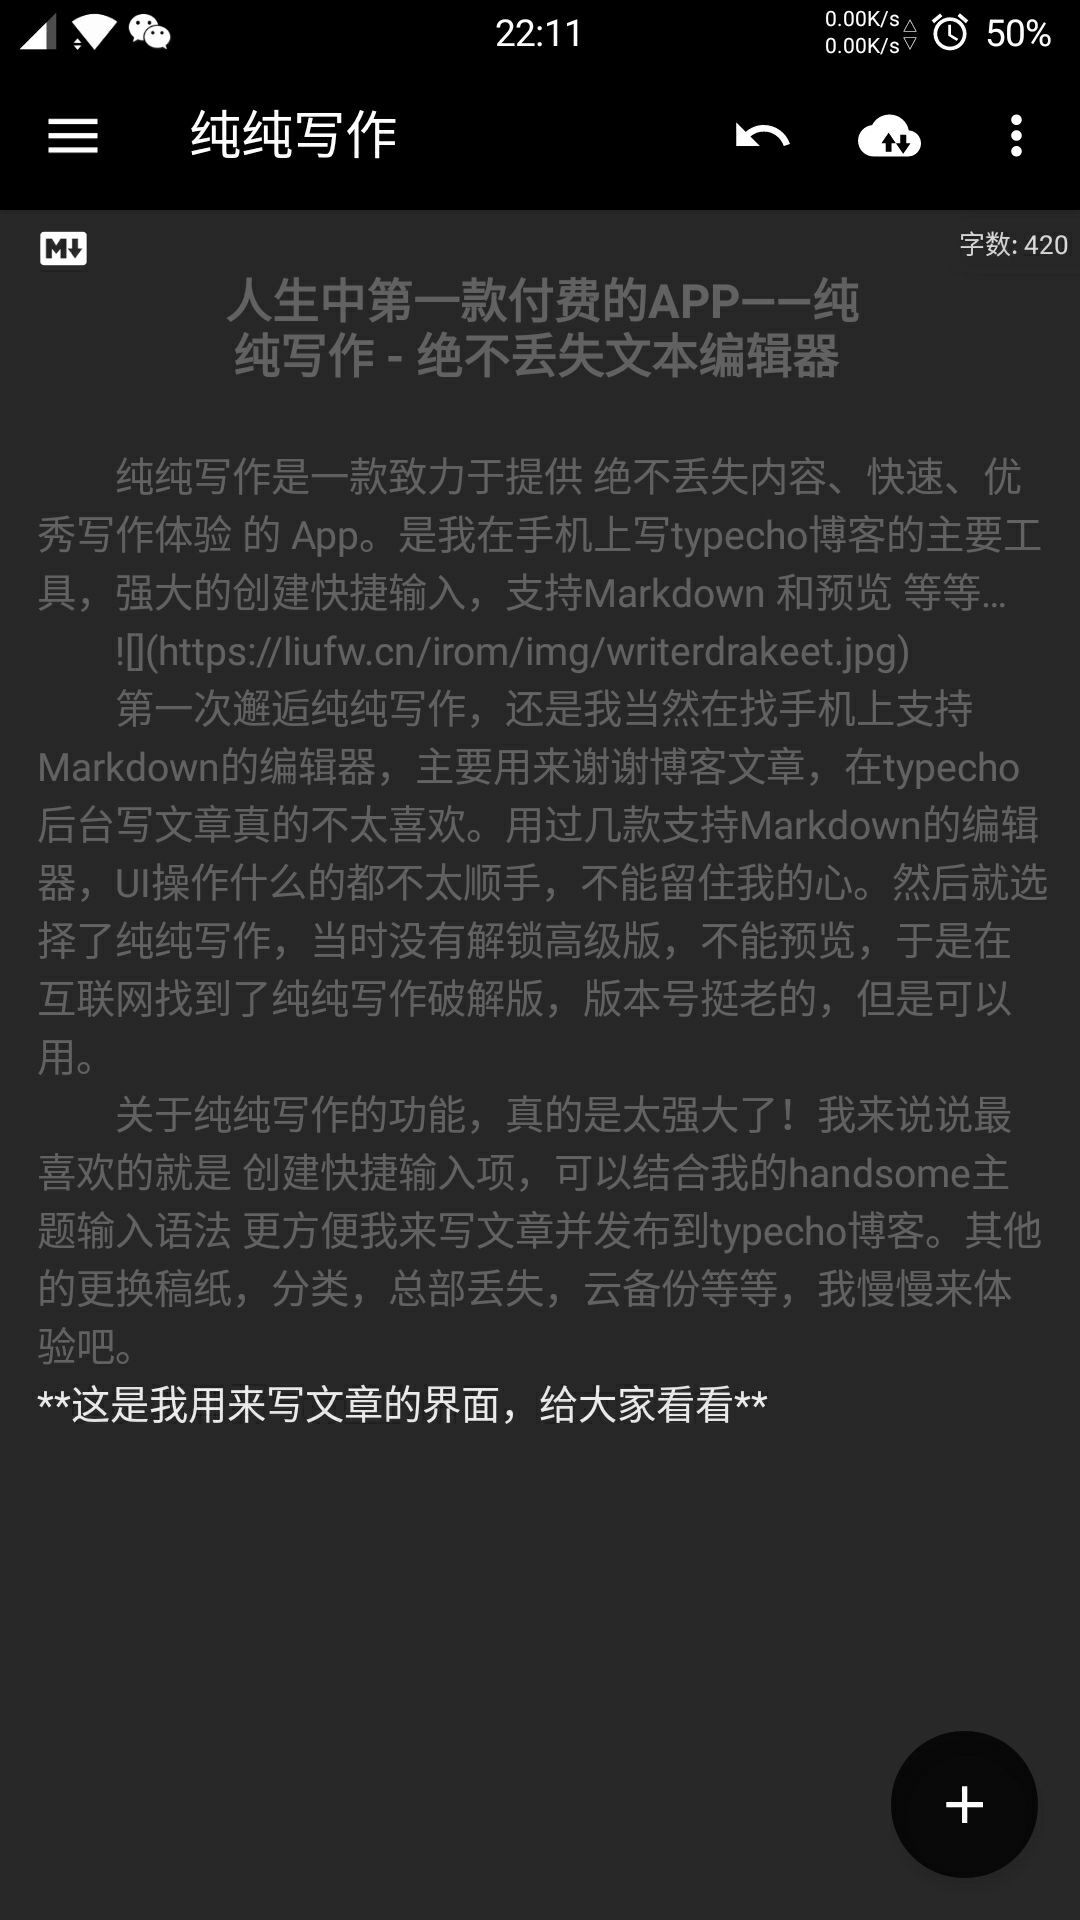 22:11
0.00K/s
0.00K/s
50%
纯纯写作
M
字数: 420
人生中第一款付费的APP——纯
纯写作 - 绝不丢失文本编辑器
纯纯写作是一款致力于提供 绝不丢失内容、快速、优
秀写作体验 的 App。是我在手机上写typecho博客的主要工
具，强大的创建快捷输入，支持Markdown 和预览 等等...
![](https://liufw.cn/irom/img/writerdrakeet.jpg)
第一次邂逅纯纯写作，还是我当然在找手机上支持
Markdown的编辑器，主要用来谢谢博客文章，在typecho
后台写文章真的不太喜欢。用过几款支持Markdown的编辑
器，UI操作什么的都不太顺手，不能留住我的心。然后就选
择了纯纯写作，当时没有解锁高级版，不能预览，于是在
互联网找到了纯纯写作破解版，版本号挺老的，但是可以
用。
关于纯纯写作的功能，真的是太强大了！我来说说最
喜欢的就是 创建快捷输入项，可以结合我的handsome主
题输入语法 更方便我来写文章并发布到typecho博客。其他
的更换稿纸，分类，总部丢失，云备份等等，我慢慢来体
验吧。
**这是我用来写文章的界面，给大家看看**